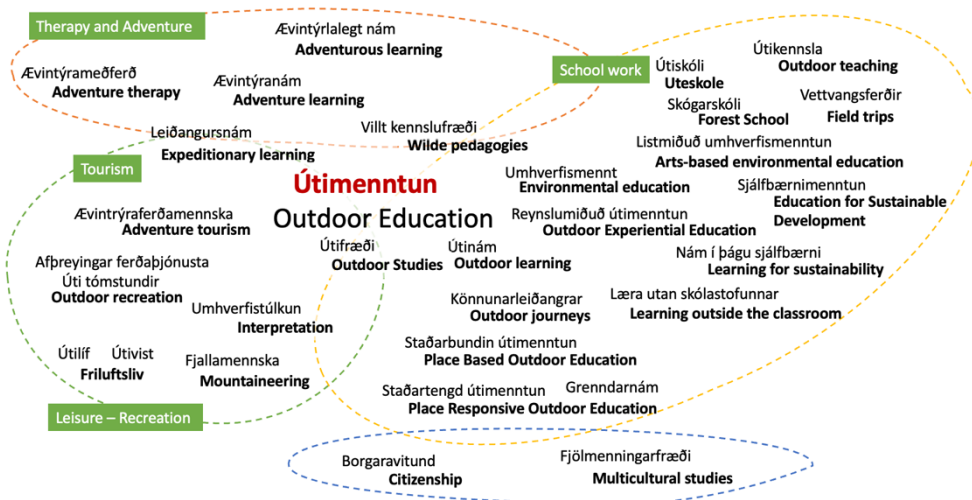 Therapy and Adventure
Ævintýrlalegt nám
Adventurous learning
Ævintýrameðferð
Adventure therapy
Ævintýranám
Adventure learning
Leiðangursnám
Expeditionary learning
Villt kennslufræði
Wilde pedagogies
School work
Útikennsla
Outdoor teaching
Útiskóli
Uteskole
Skógarskóli
Forest School
Vettvangsferðir
Field trips
Listmiðuð umhverfismenntun
Arts-based environmental education
Umhverfismennt
Environmental education
Sjálfbærnimenntun
Education for Sustainable
Development
Reynslumiðuð útimenntun
Outdoor Experiential Education
Nám í þágu sjálfbærni
Learning for sustainability
Útimenntun
Outdoor Education
Útifræði
Outdoor Studies
Útinám
Outdoor learning
Könnunarleiðangrar
Outdoor journeys
Læra utan skólastofunnar
Learning outside the classroom
Staðarbundin útimenntun
Place Based Outdoor Education
Staðartengd útimenntun
Grenndarnám
Place Responsive Outdoor Education
Tourism
Ævintrýraferðamennska
Adventure tourism
Afþreyingar ferðaþjónusta
Úti tómstundir
Outdoor recreation
Umhverfistúlkun
Interpretation
Útilíf Útivist
Friluftsliv
Fjallamennska
Mountaineering
Leisure – Recreation
Borgaravitund
Citizenship
Fjölmenningarfræði
Multicultural studies